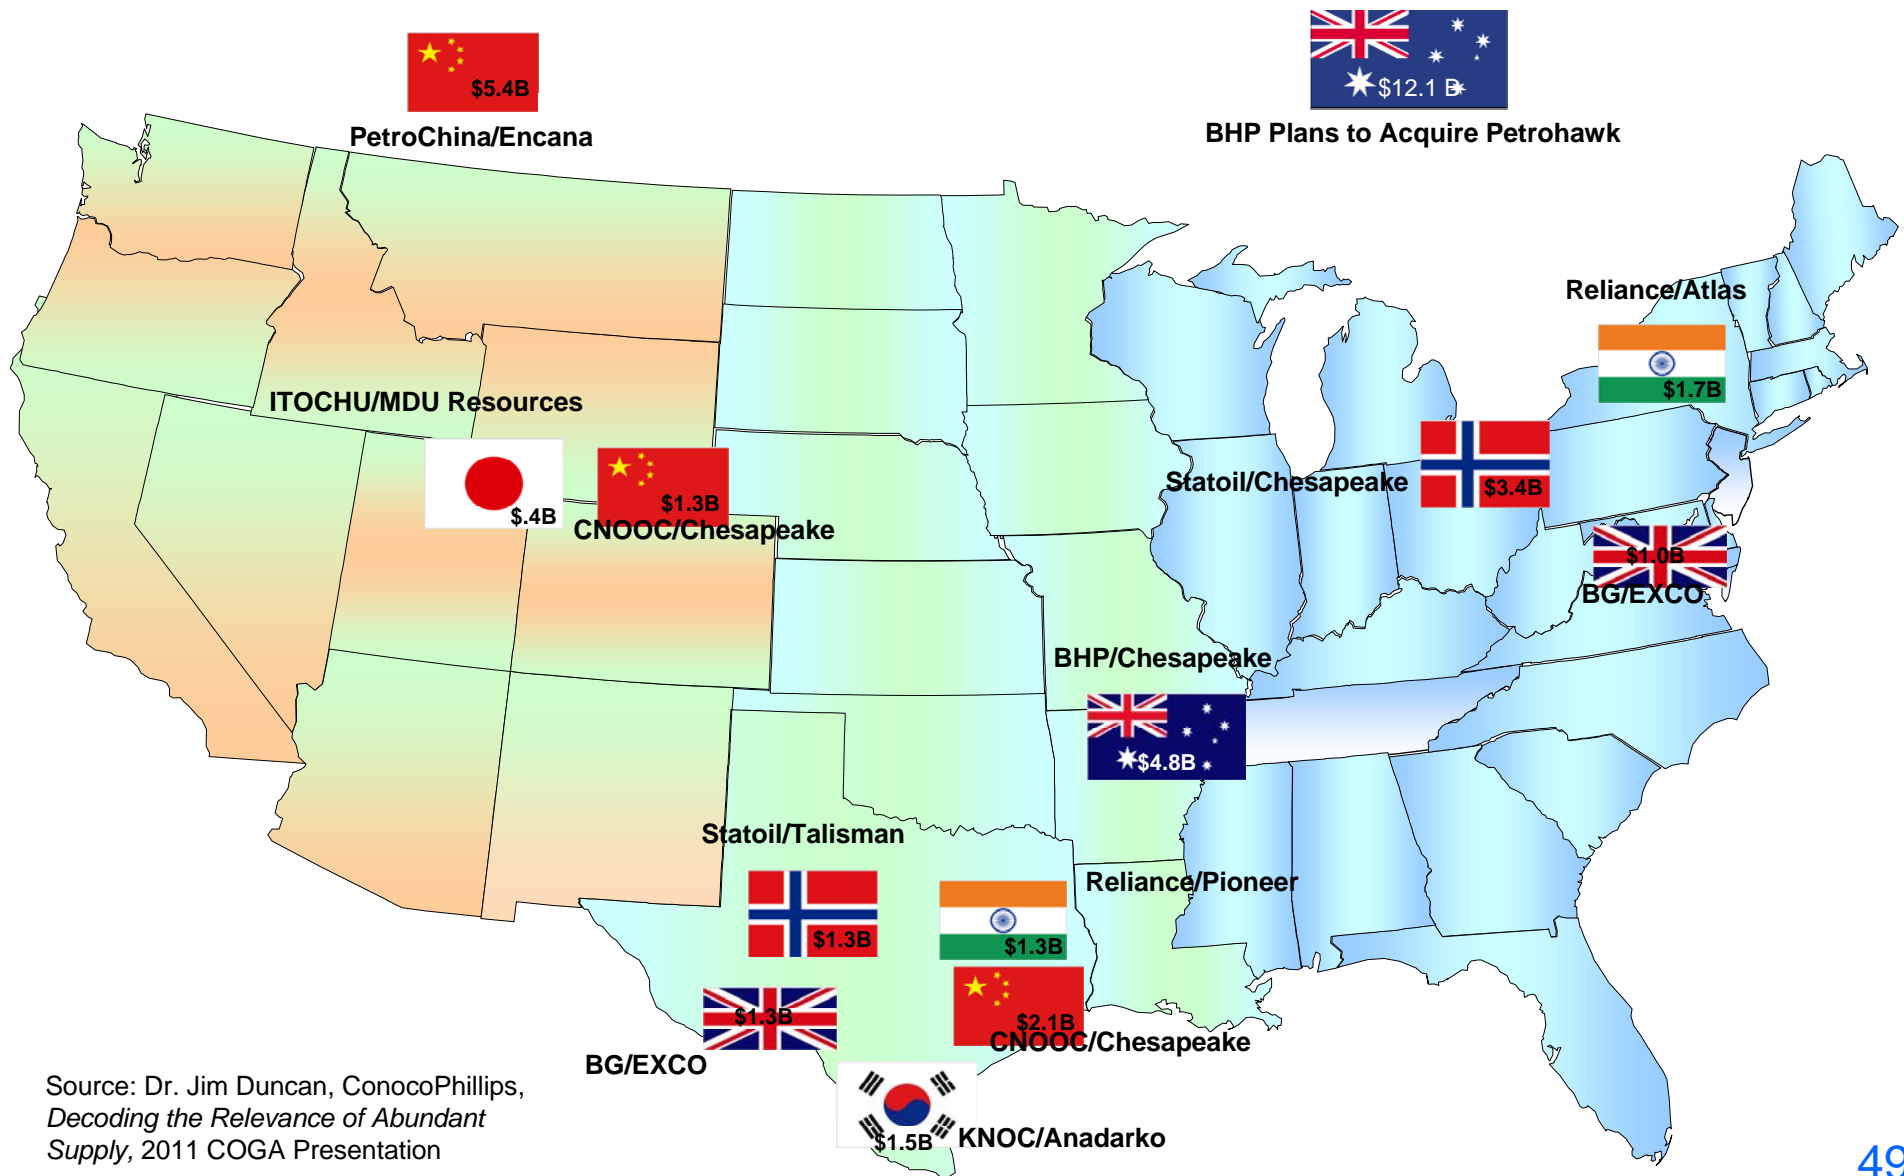 $5.4B
PetroChina/Encana
$12.1 B
BHP Plans to Acquire Petrohawk
Reliance/Atlas
$1.7B
ITOCHU/MDU Resources
$.4B
$1.3B
CNOOC/Chesapeake
Statoil/Chesapeake
$3.4B
$1.0B
BG/EXCO
BHP/Chesapeake
$4.8B
Statoil/Talisman
$1.3B
Reliance/Pioneer
$1.3B
$1.3B
BG/EXCO
$2.1B
CNOOC/Chesapeake
$1.5B
KNOC/Anadarko
Source: Dr. Jim Duncan, ConocoPhillips,
Decoding the Relevance of Abundant
Supply, 2011 COGA Presentation
49